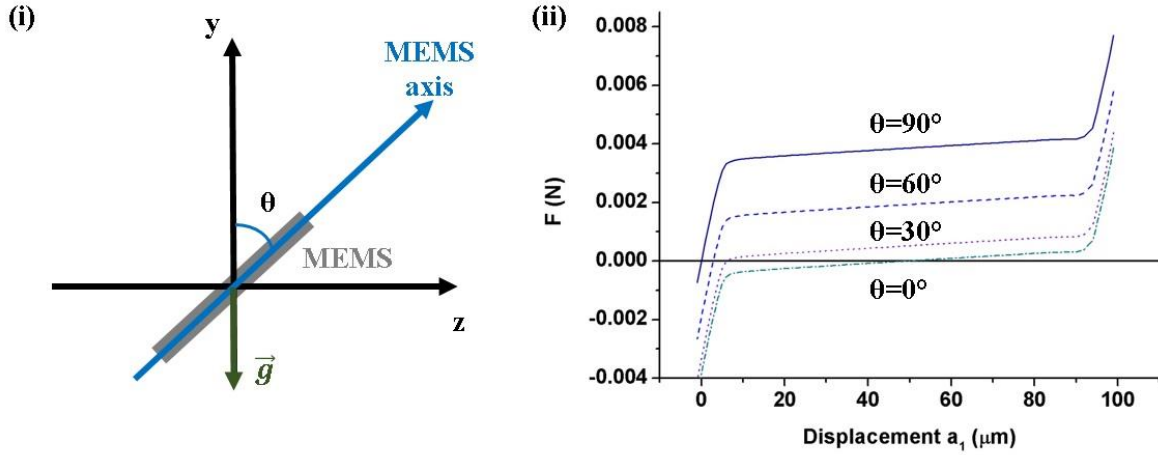 (i)
y
MEMS
axis
θ
MEMS
z
g
(ii)
F (N)
0.008
0.006
0.004
0.002
0.000
-0.002
-0.004
θ=90°
θ=60°
θ=30°
θ=0°
0
20
40
60
80
100
Displacement a₁ (μm)